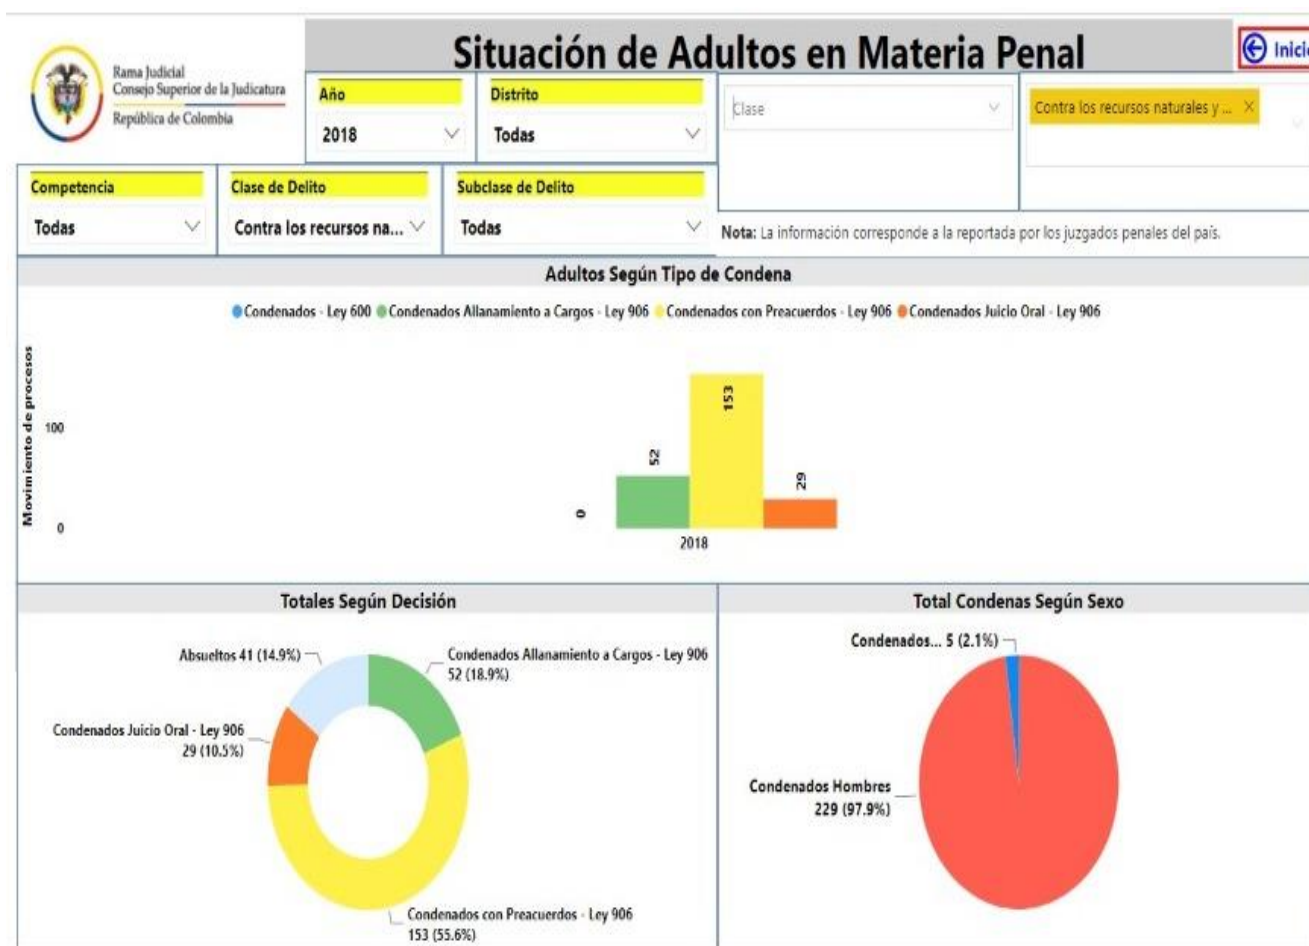 Situación de Adultos en Materia Penal
Inicio
Rama Judicial
Consejo Superior de la Judicatura
República de Colombia
Año
2018
Distrito
Todas
Clase
Contra los recursos naturales y ...
Competencia
Todas
Clase de Delito
Contra los recursos na...
Subclase de Delito
Todas
Nota: La información corresponde a la reportada por los juzgados penales del país.
Adultos Según Tipo de Condena
Condenados - Ley 600 Condenados Allanamiento a Cargos - Ley 906 Condenados con Preacuerdos - Ley 906 Condenados Juicio Oral - Ley 906
Movimiento de procesos
100
0
0
52
153
29
2018
Totales Según Decisión
Absueltos 41 (14.9%)
Condenados Allanamiento a Cargos - Ley 906
52 (18.9%)
Condenados Juicio Oral - Ley 906
29 (10.5%)
Condenados con Preacuerdos - Ley 906
153 (55.6%)
Total Condenas Según Sexo
Condenados... 5 (2.1%)
Condenados Hombres
229 (97.9%)